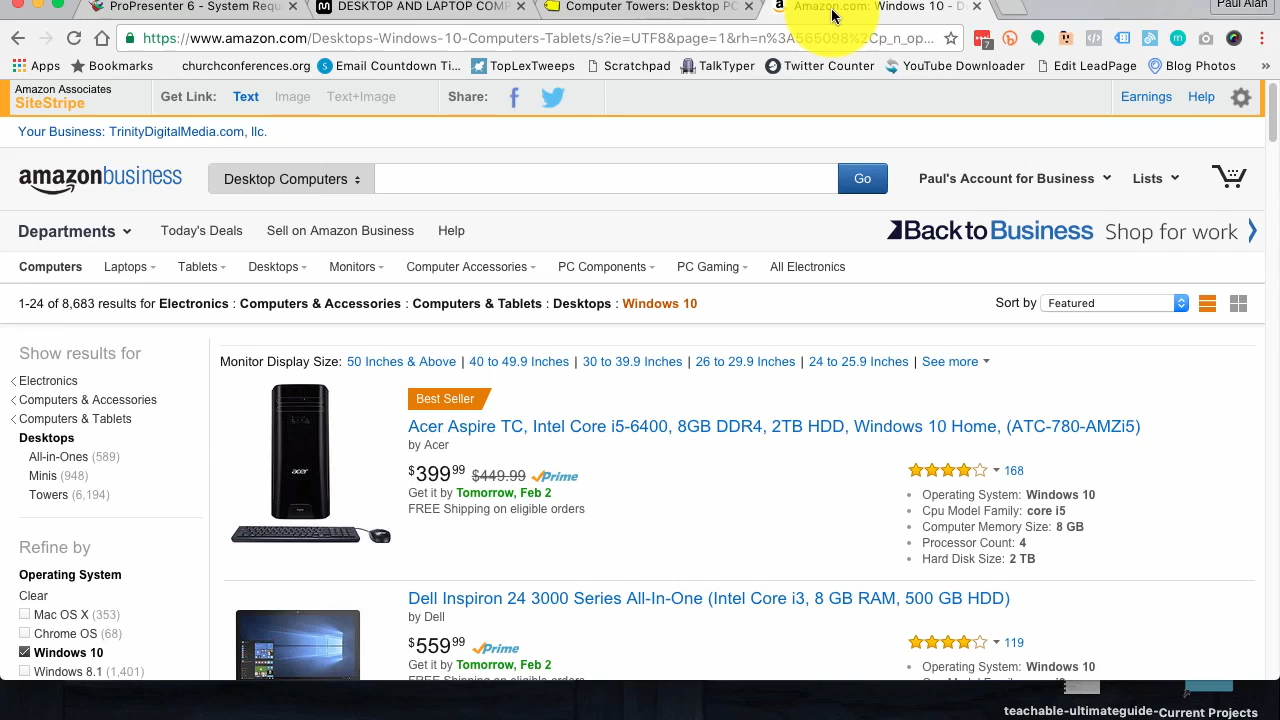 ProPresenter 6 - System Requ
DESKTOP AND LAPTOP COMP
Computer Towers: Desktop PC
Amazon.com: Windows 10 - De
Paul Alan
https://www.amazon.com/Desktops-Windows-10-Computers-Tablets/s?ie=UTF8&page=1&rh=n%3A565098%2Cp_n_op...
7
Apps
Bookmarks
churchconferences.org
Email Countdown Ti...
TopLexTweeps
Scratchpad
TalkTyper
Twitter Counter
YouTube Downloader
Edit LeadPage
Blog Photos
»
Amazon Associates
SiteStripe
Get Link: Text Image Text+Image
Share:
Earnings Help
Your Business: TrinityDigitalMedia.com, llc.
amazonbusiness
Desktop Computers
Go
Paul's Account for Business
Lists
Departments
Today's Deals
Sell on Amazon Business
Help
Back to Business Shop for work
Computers
Laptops
Tablets
Desktops
Monitors
Computer Accessories
PC Components
PC Gaming
All Electronics
1-24 of 8,683 results for Electronics : Computers & Accessories : Computers & Tablets : Desktops : Windows 10
Sort by Featured
Show results for
Electronics
Computers & Accessories
Computers & Tablets
Desktops
All-in-Ones (589)
Minis (948)
Towers (6,194)
Refine by
Operating System
Clear
Mac OS X (353)
Chrome OS (68)
Windows 10
Windows 8.1 (1,401)
Monitor Display Size: 50 Inches & Above | 40 to 49.9 Inches | 30 to 39.9 Inches | 26 to 29.9 Inches | 24 to 25.9 Inches | See more
acer
Best Seller
Acer Aspire TC, Intel Core i5-6400, 8GB DDR4, 2TB HDD, Windows 10 Home, (ATC-780-AMZi5)
by Acer
$399.99 $449.99 Prime
Get it by Tomorrow, Feb 2
FREE Shipping on eligible orders
168
Operating System: Windows 10
Cpu Model Family: core i5
Computer Memory Size: 8 GB
Processor Count: 4
Hard Disk Size: 2 TB
Dell Inspiron 24 3000 Series All-In-One (Intel Core i3, 8 GB RAM, 500 GB HDD)
by Dell
$559.99 Prime
Get it by Tomorrow, Feb 2
FREE Shipping on eligible orders
119
Operating System: Windows 10
teachable-ultimateguide-
Current Projects